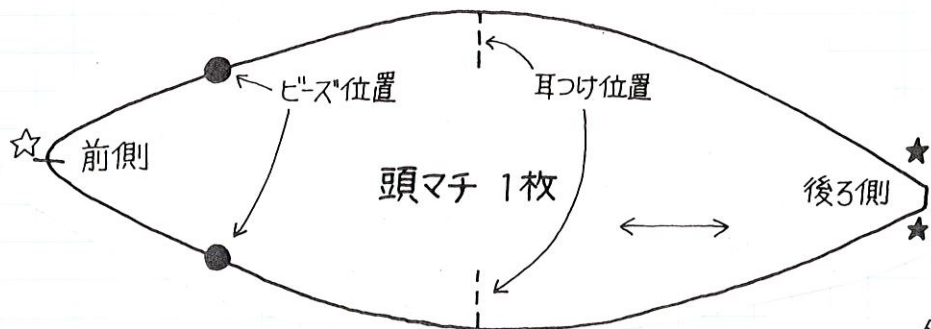 ビーズ位置
耳つけ位置
前側
頭マチ 1枚
後ろ側